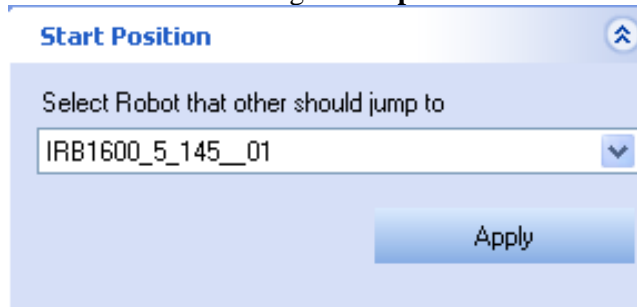 Start Position
Select Robot that other should jump to
IRB1600_5_145__01
Apply